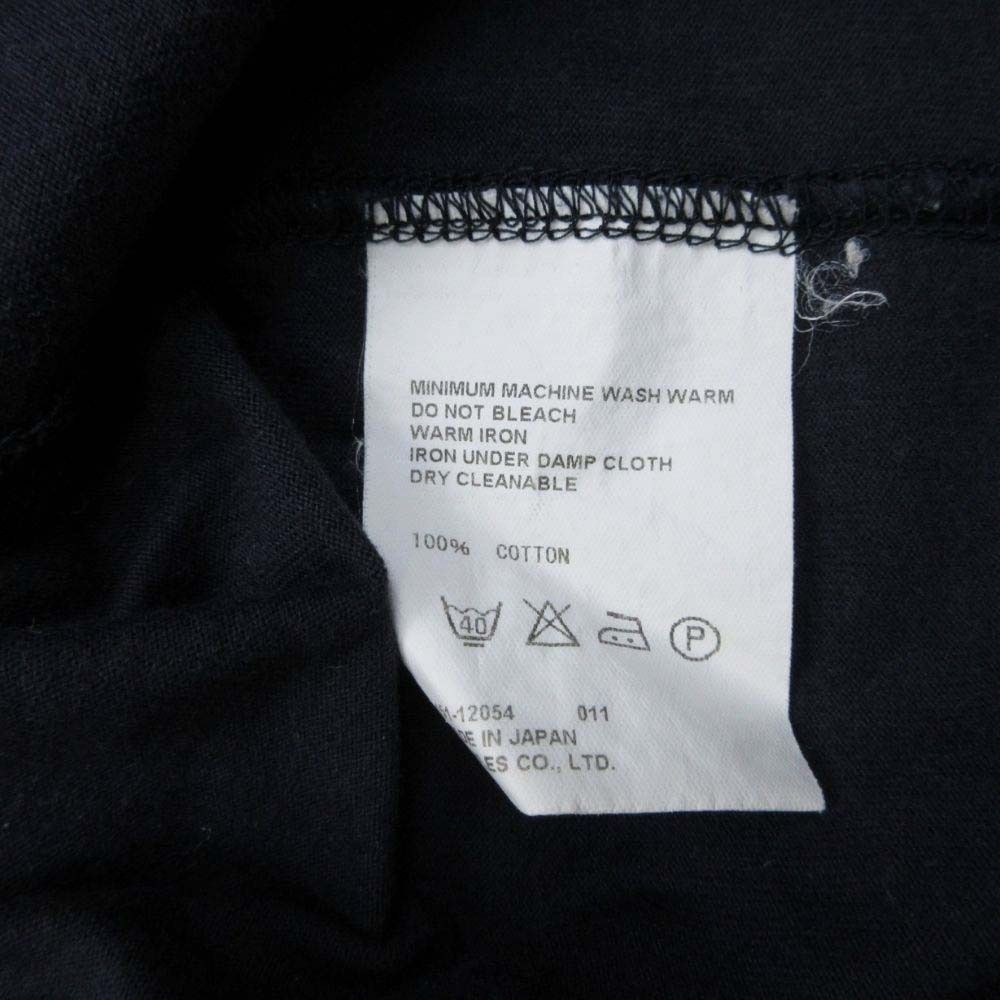 MINIMUM MACHINE WASH WARM
DO NOT BLEACH
WARM IRON
IRON UNDER DAMP CLOTH
DRY CLEANABLE
100% COTTON
40 P
-12054 011
IN JAPAN
CO., LTD.